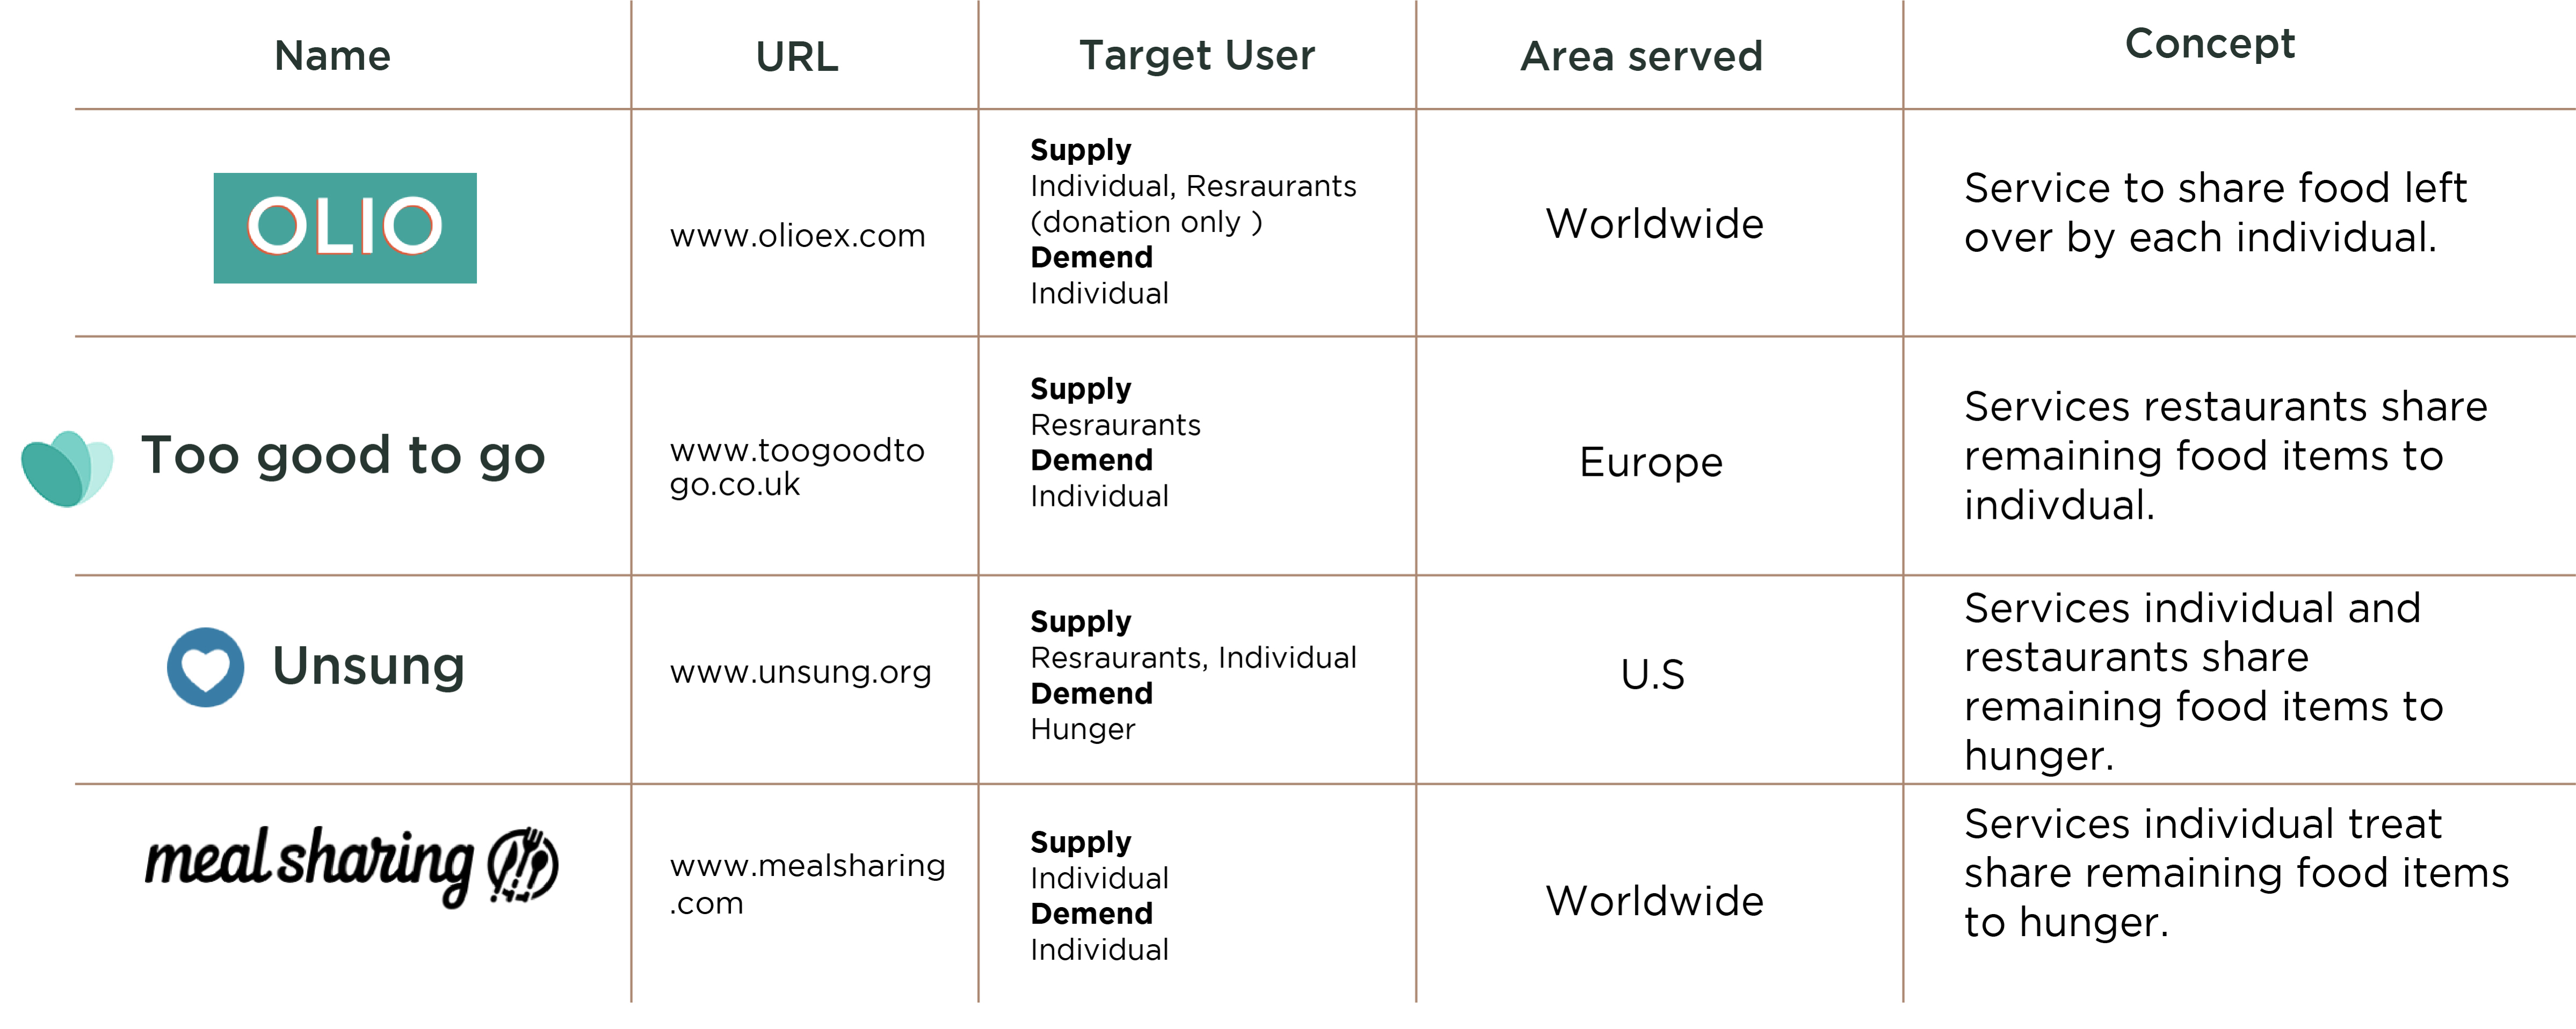 Name
URL
Target User
Area served
Concept
OLIO
www.olioex.com
Supply
Individual, Resraurants
(donation only )
Demend
Individual
Worldwide
Service to share food left
over by each individual.
Too good to go
www.toogoodto
go.co.uk
Supply
Resraurants
Demend
Individual
Europe
Services restaurants share
remaining food items to
indivdual.
Unsung
www.unsung.org
Supply
Resraurants, Individual
Demend
Hunger
U.S
Services individual and
restaurants share
remaining food items to
hunger.
meal sharing
www.mealsharing
.com
Supply
Individual
Demend
Individual
Worldwide
Services individual treat
share remaining food items
to hunger.